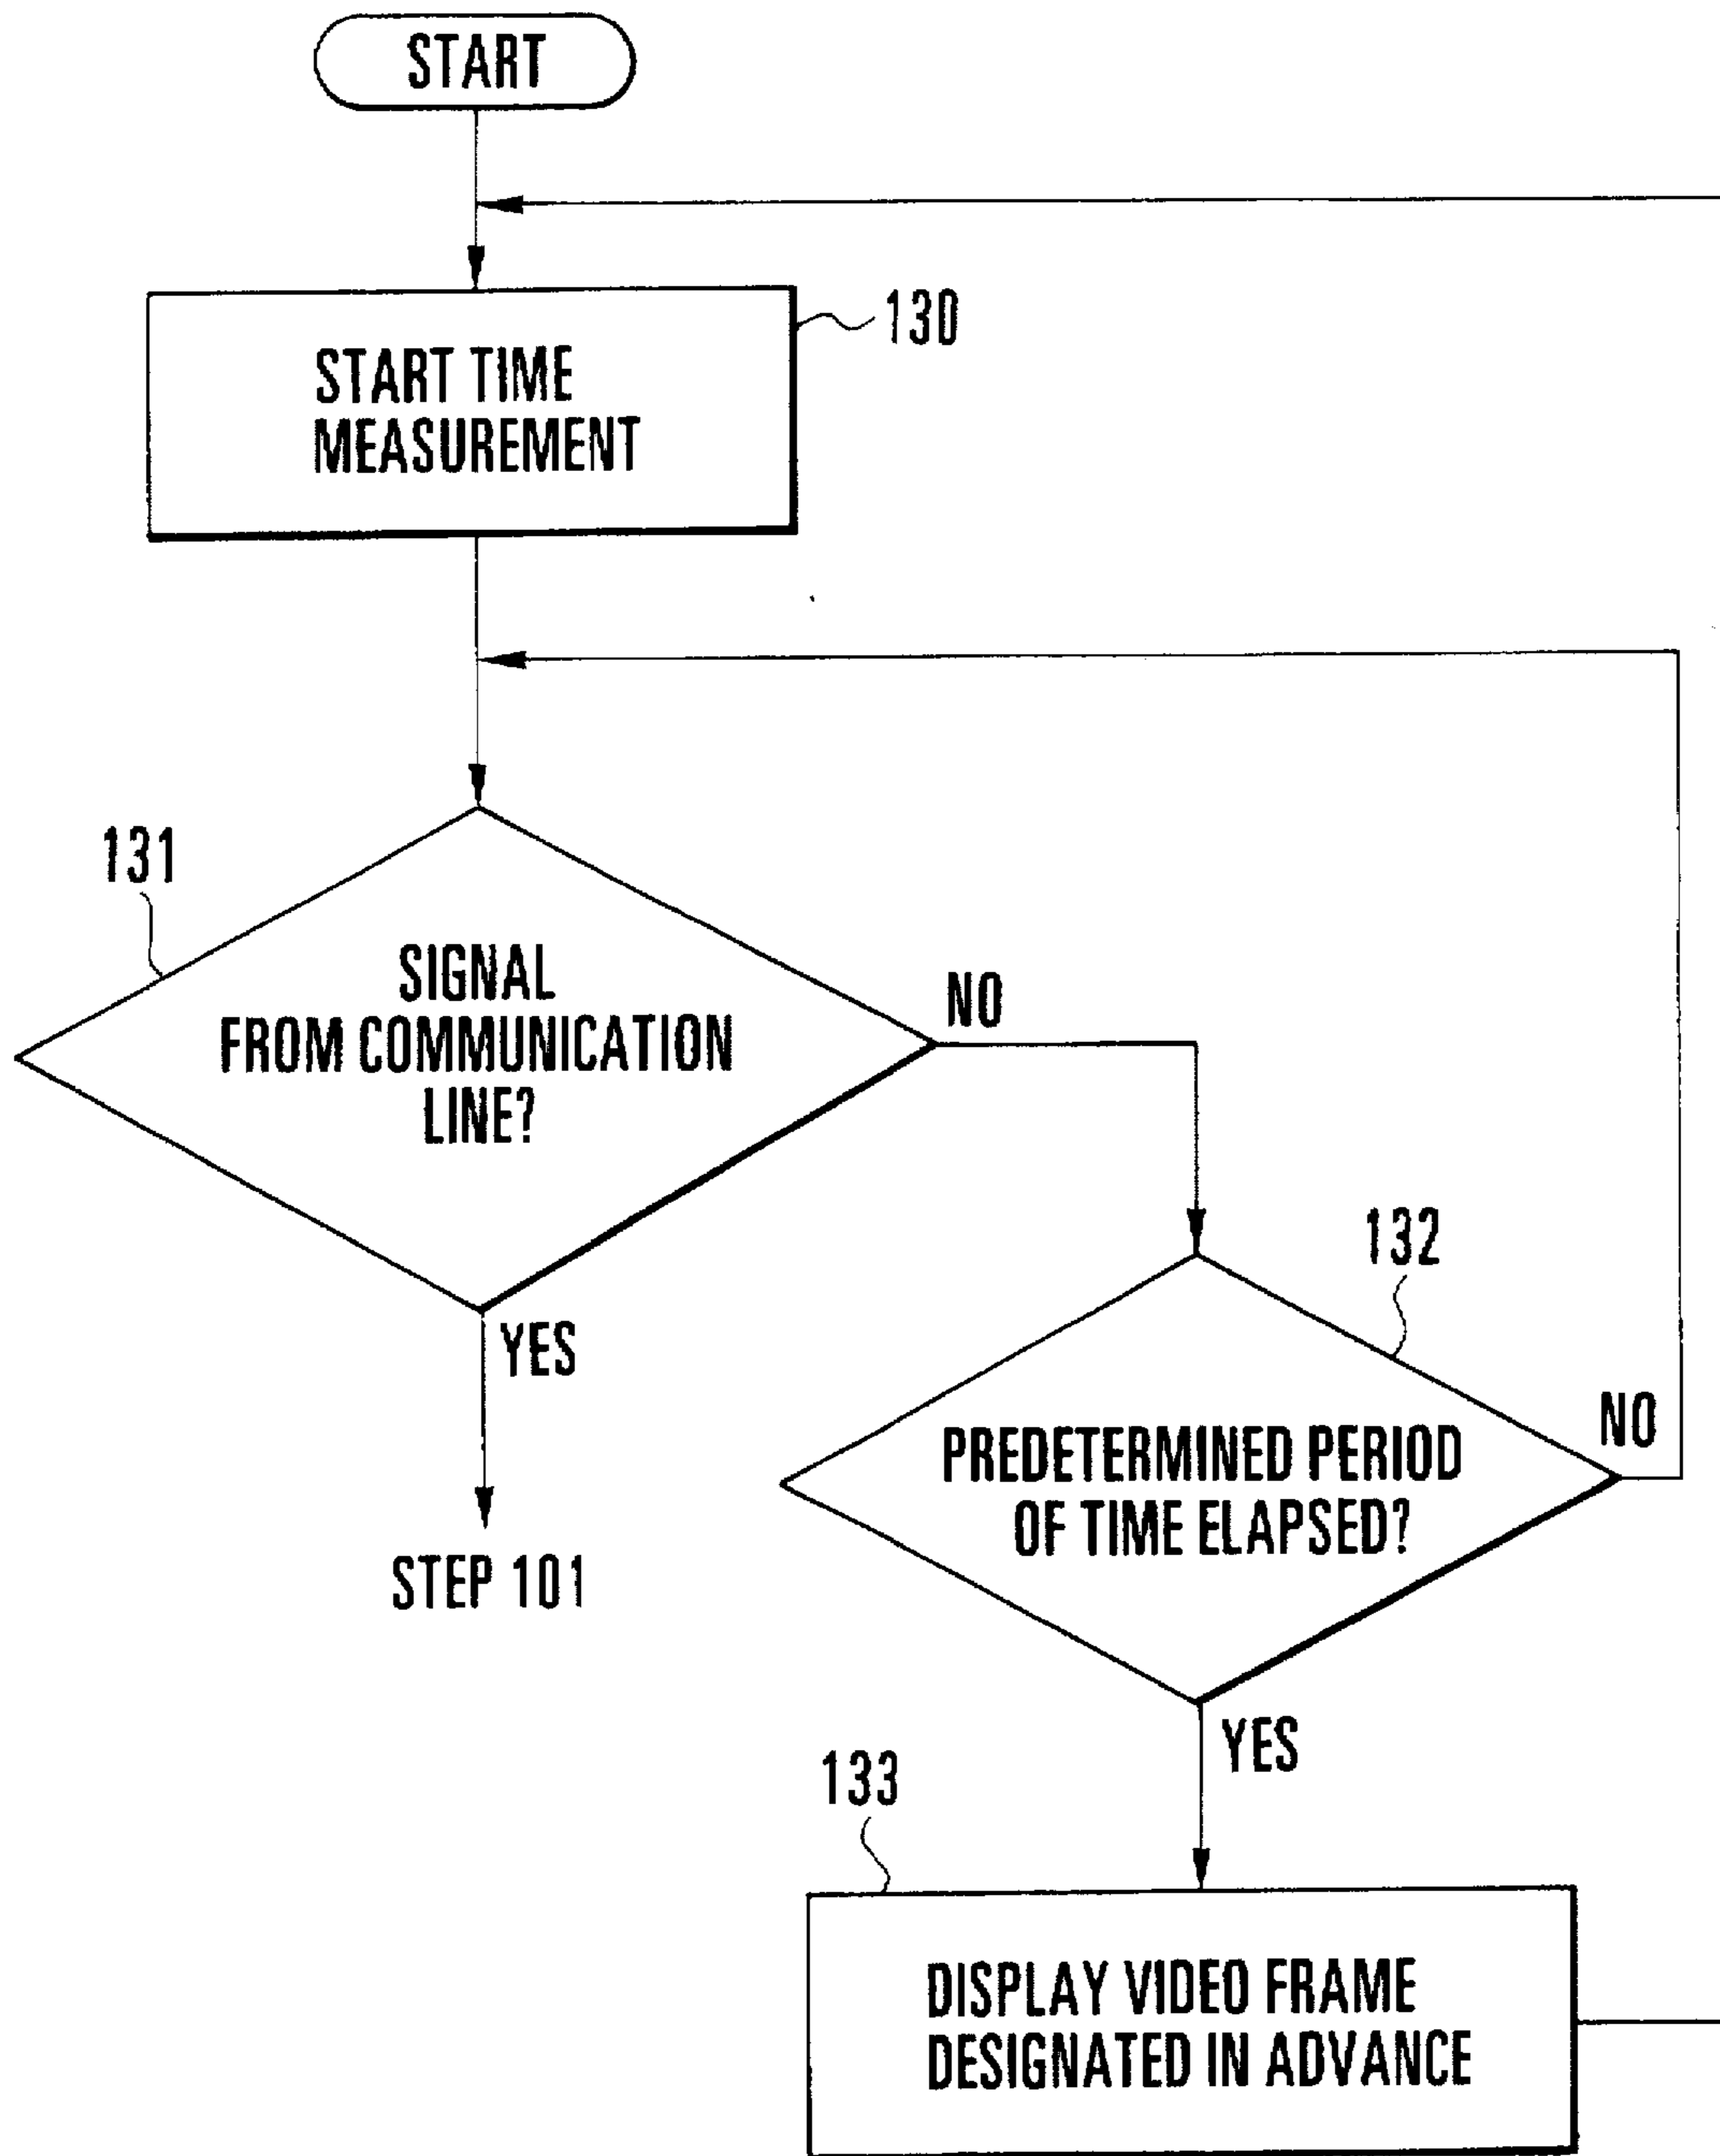 START
130
START TIME
MEASUREMENT
131
SIGNAL
FROM COMMUNICATION
LINE?
NO
YES
STEP 101
132
PREDETERMINED PERIOD
OF TIME ELAPSED?
NO
YES
133
DISPLAY VIDEO FRAME
DESIGNATED IN ADVANCE